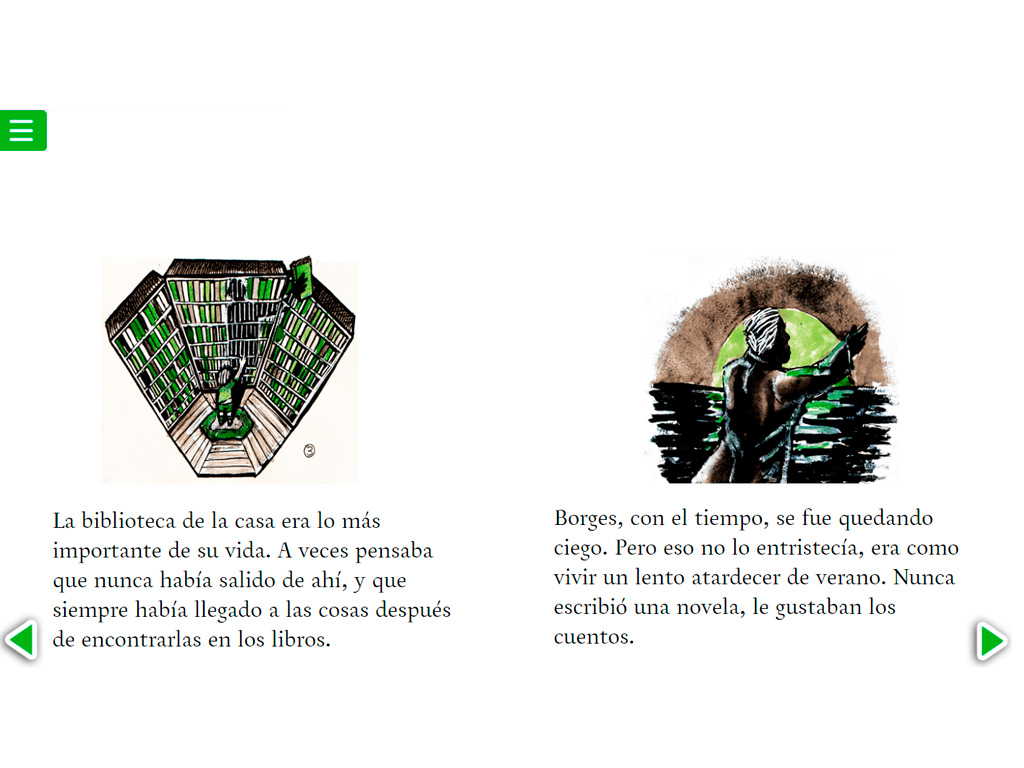 3
La biblioteca de la casa era lo más
importante de su vida. A veces pensaba
que nunca había salido de ahí, y que
siempre había llegado a las cosas después
de encontrarlas en los libros.
Borges, con el tiempo, se fue quedando
ciego. Pero eso no lo entristecía, era como
vivir un lento atardecer de verano. Nunca
escribió una novela, le gustaban los
cuentos.